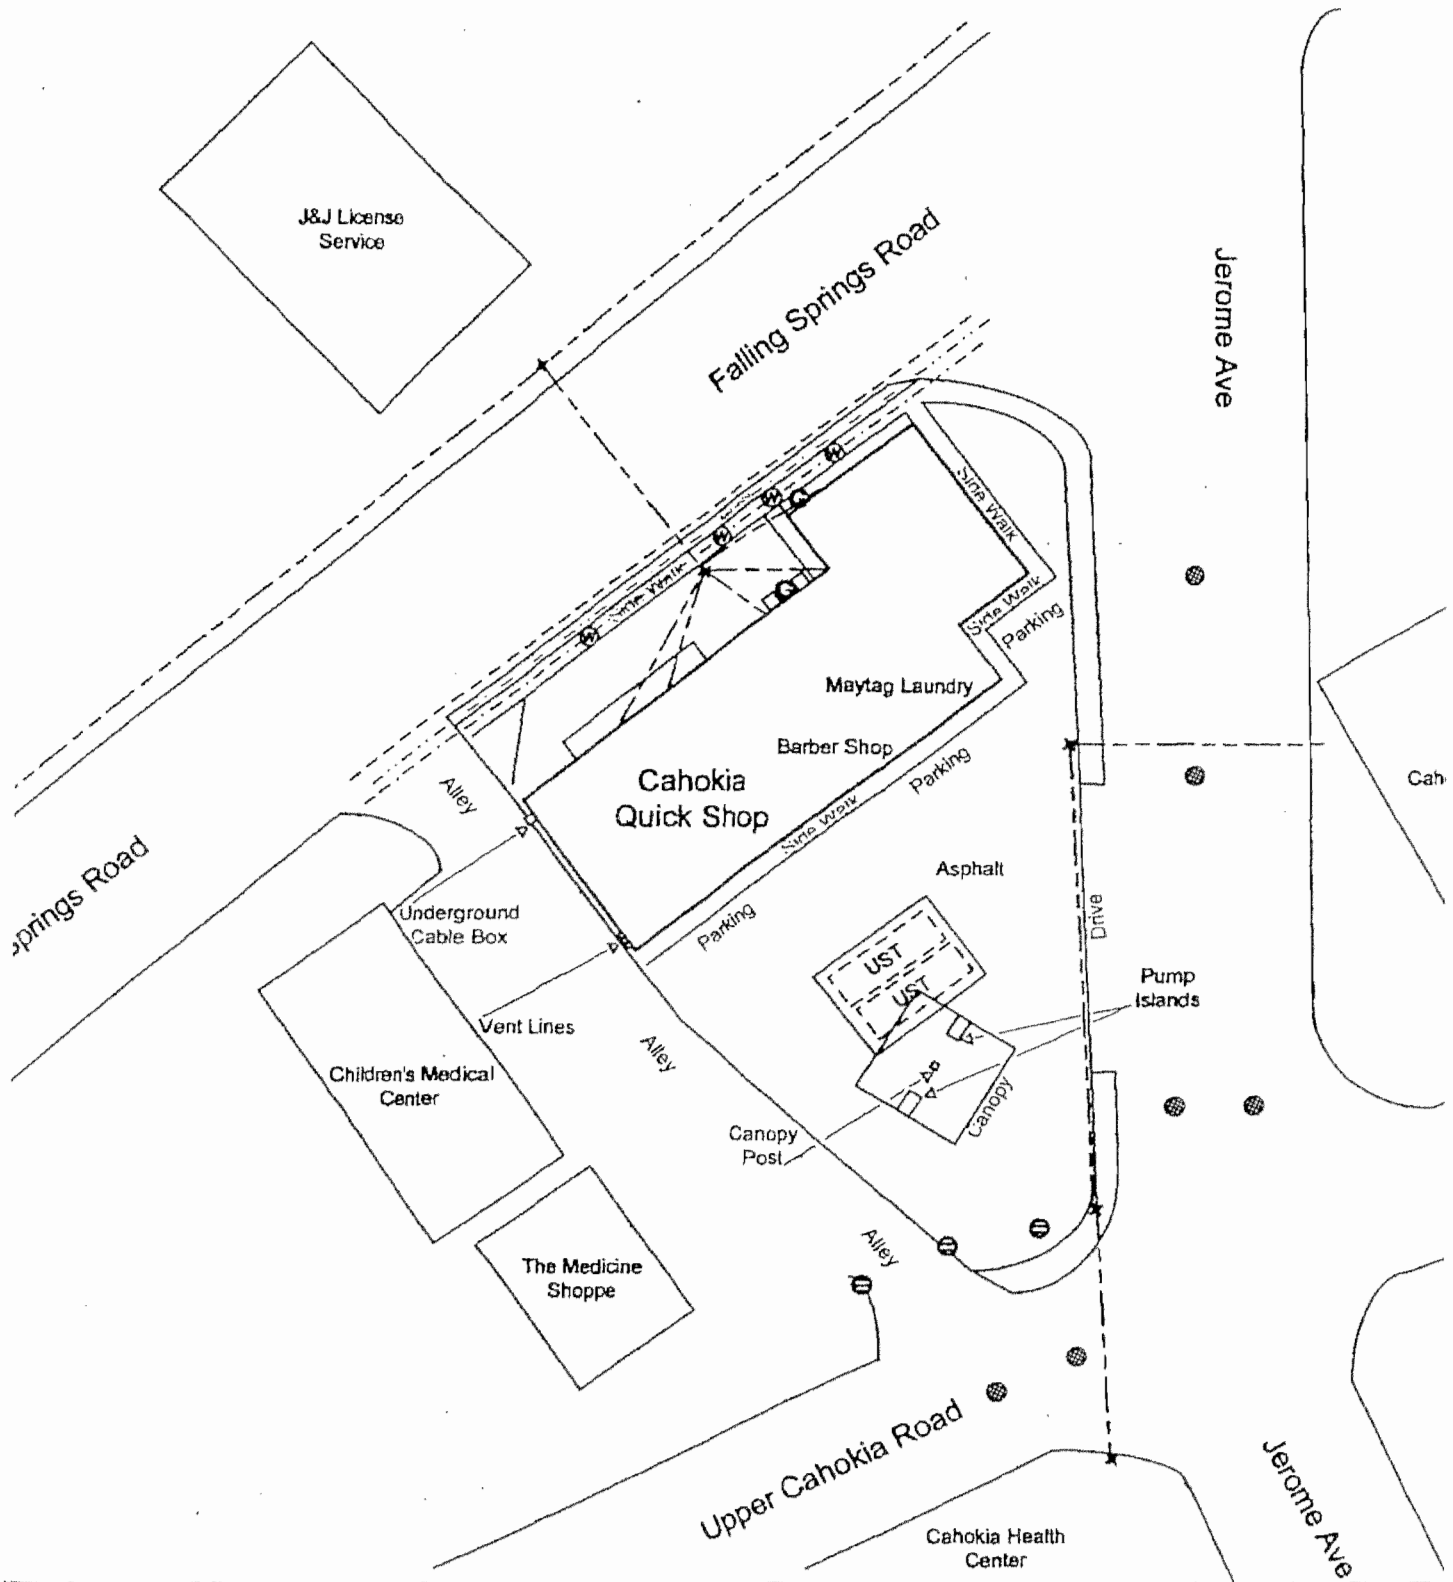 J&J License
Service
Falling Springs Road
Jerome Ave
Side Walk
Side Walk
Side Walk
Parking
Maytag Laundry
Barber Shop
Parking
Cahokia
Quick Shop
Side Walk
Alley
Cah
Springs Road
Asphalt
Underground
Cable Box
Parking
Drive
UST
UST
Pump
Islands
Vent Lines
Alley
Children's Medical
Center
Canopy
Canopy
Post
Alley
The Medicine
Shoppe
Upper Cahokia Road
Jerome Ave
Cahokia Health
Center
W
W
G
W
G
W